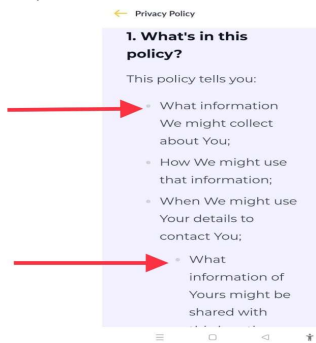 Privacy Policy
1. What's in this
policy?
This policy tells you:
What information
We might collect
about You;
How We might use
that information;
When We might use
Your details to
contact You;
What
information of
Yours might be
shared with